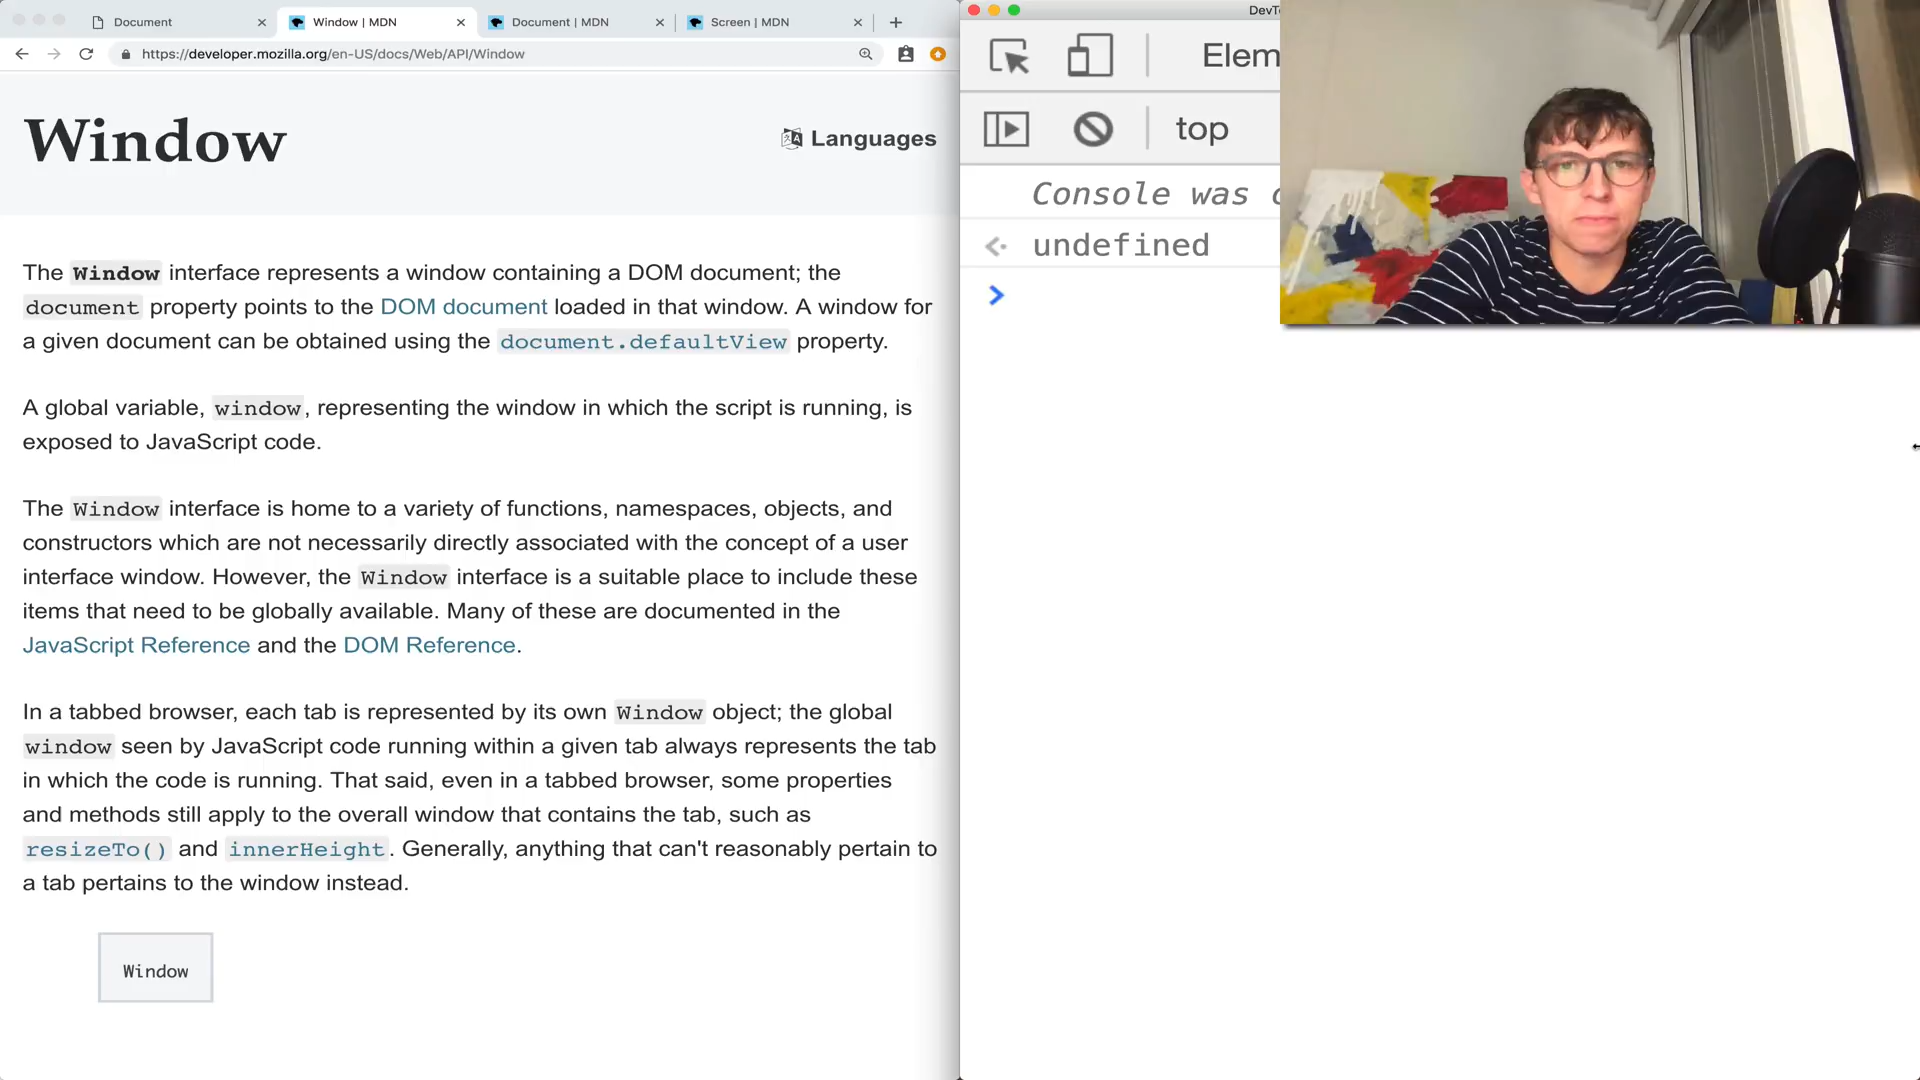 Document
Window | MDN
Document | MDN
Screen | MDN
https://developer.mozilla.org/en-US/docs/Web/API/Window
Window
Languages
The Window interface represents a window containing a DOM document; the
document property points to the DOM document loaded in that window. A window for
a given document can be obtained using the document.defaultView property.
A global variable, window, representing the window in which the script is running, is
exposed to JavaScript code.
The Window interface is home to a variety of functions, namespaces, objects, and
constructors which are not necessarily directly associated with the concept of a user
interface window. However, the Window interface is a suitable place to include these
items that need to be globally available. Many of these are documented in the
JavaScript Reference and the DOM Reference.
In a tabbed browser, each tab is represented by its own Window object; the global
window seen by JavaScript code running within a given tab always represents the tab
in which the code is running. That said, even in a tabbed browser, some properties
and methods still apply to the overall window that contains the tab, such as
resizeTo() and innerHeight. Generally, anything that can't reasonably pertain to
a tab pertains to the window instead.
Window
DevT
Elem
top
Console was
undefined